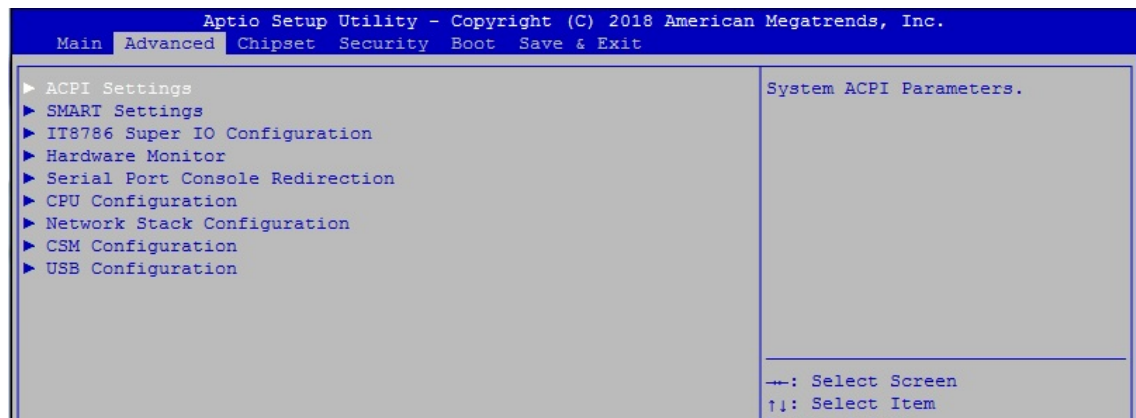 Aptio Setup Utility - Copyright (C) 2018 American Megatrends, Inc.
Main Advanced Chipset Security Boot Save & Exit
► ACPI Settings
► SMART Settings
► IT8786 Super IO Configuration
► Hardware Monitor
► Serial Port Console Redirection
► CPU Configuration
► Network Stack Configuration
► CSM Configuration
► USB Configuration
System ACPI Parameters.
→←: Select Screen
↑↓: Select Item